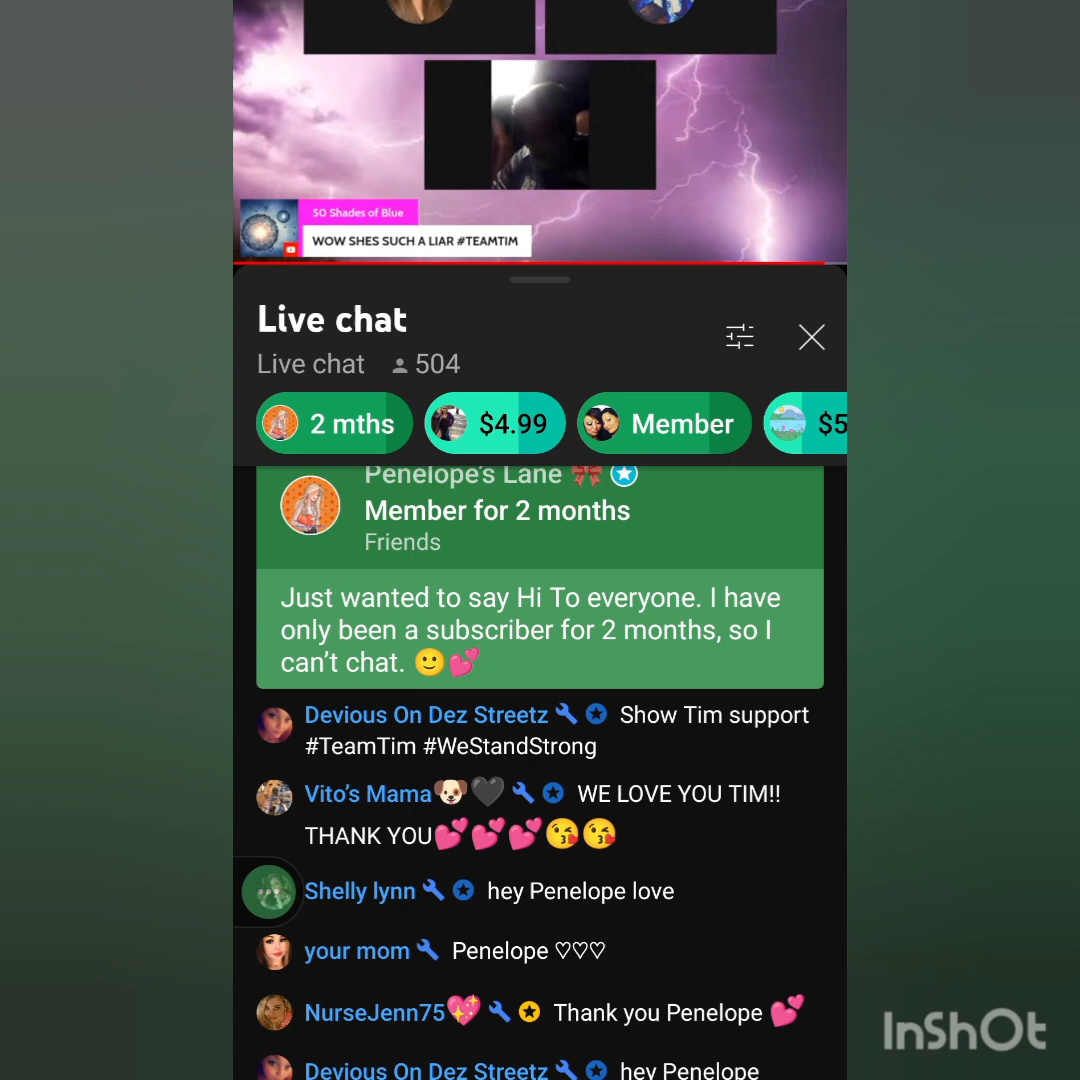 50 Shades of Blue
WOW SHES SUCH A LIAR #TEAMTIM
Live chat
Live chat 504
2 mths $4.99 Member $5
Penelope's Lane 🎀
Member for 2 months
Friends
Just wanted to say Hi To everyone. I have
only been a subscriber for 2 months, so I
can't chat. 🙂💕
Devious On Dez Streetz Show Tim support
#TeamTim #WeStandStrong
Vito's Mama🐶🖤 WE LOVE YOU TIM!!
THANK YOU💕💕💕😘😘
Shelly lynn hey Penelope love
your mom Penelope ♡♡♡
NurseJenn75💖 Thank you Penelope 💕
Devious On Dez Streetz hey Penelope
InShOt